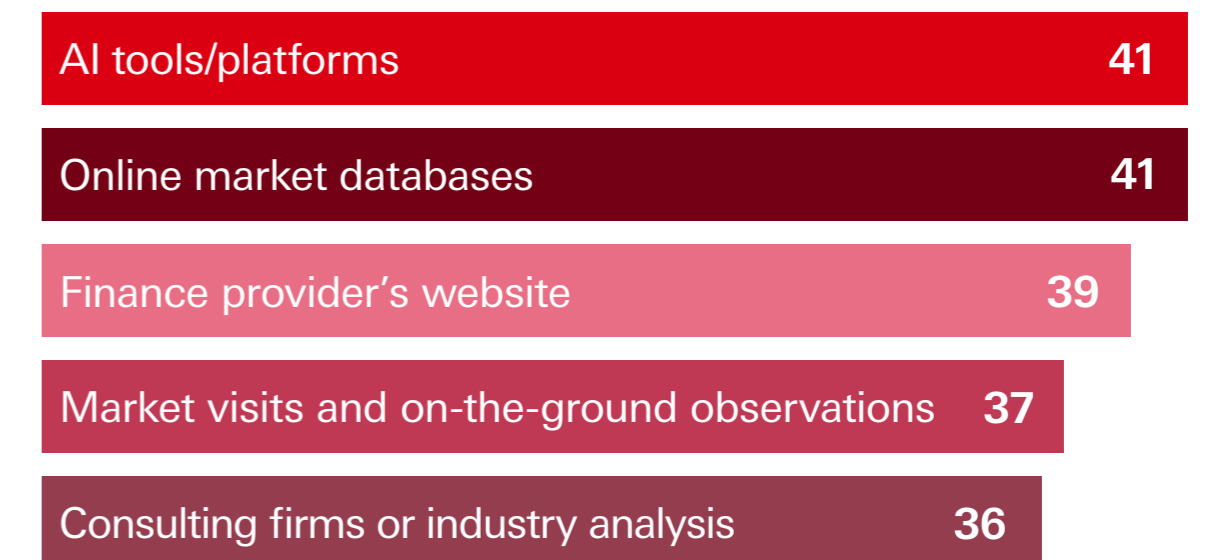 AI tools/platforms 41
Online market databases 41
Finance provider’s website 39
Market visits and on-the-ground observations 37
Consulting firms or industry analysis 36